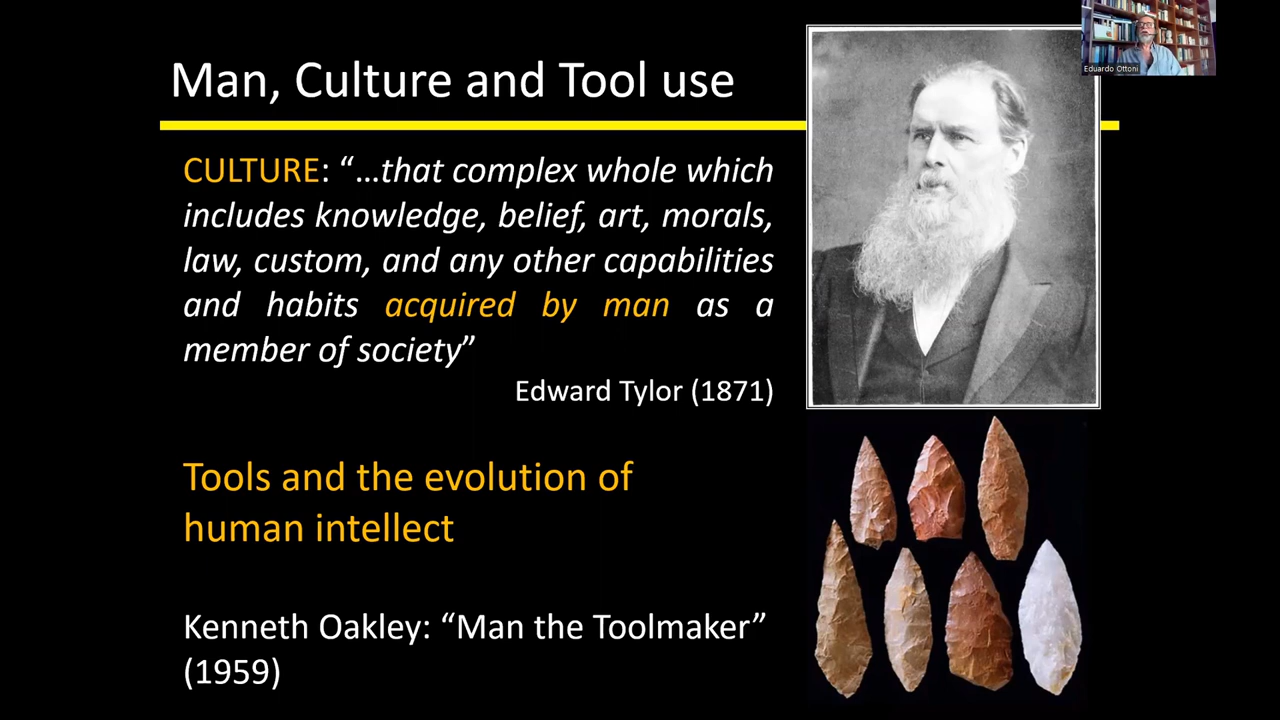 Man, Culture and Tool use
Eduardo Ottoni
CULTURE: “…that complex whole which
includes knowledge, belief, art, morals,
law, custom, and any other capabilities
and habits acquired by man as a
member of society”
Edward Tylor (1871)
Tools and the evolution of
human intellect
Kenneth Oakley: “Man the Toolmaker”
(1959)